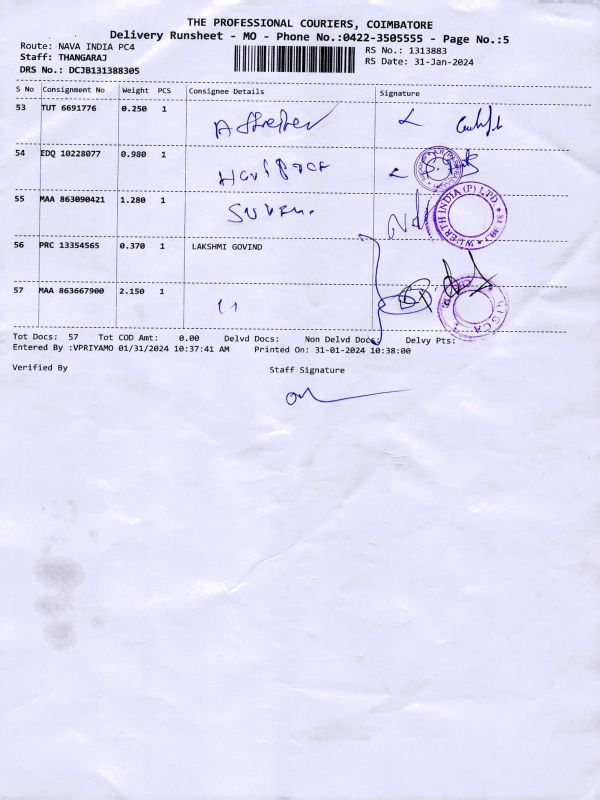 THE PROFESSIONAL COURIERS, COIMBATORE
Delivery Runsheet - MO - Phone No.:0422-3505555 - Page No.:5
Route: NAVA INDIA PC4
RS No.: 1313883
Staff: THANGARAJ
RS Date: 31-Jan-2024
DRS No.: DCJB131388305
S No Consignment No Weight PCS Consignee Details Signature
53 TUT 6691776 0.250 1
54 EDQ 10228077 0.980 1
55 MAA 863090421 1.280 1
WERTH INDIA (P) LTD.
56 PRC 13354565 0.370 1 LAKSHMI GOVIND
57 MAA 863667900 2.150 1
Tot Docs: 57 Tot COD Amt: 0.00 Delvd Docs: Non Delvd Docs: Delvy Pts:
Entered By :VPRIYAMO 01/31/2024 10:37:41 AM Printed On: 31-01-2024 10:38:00
Verified By Staff Signature